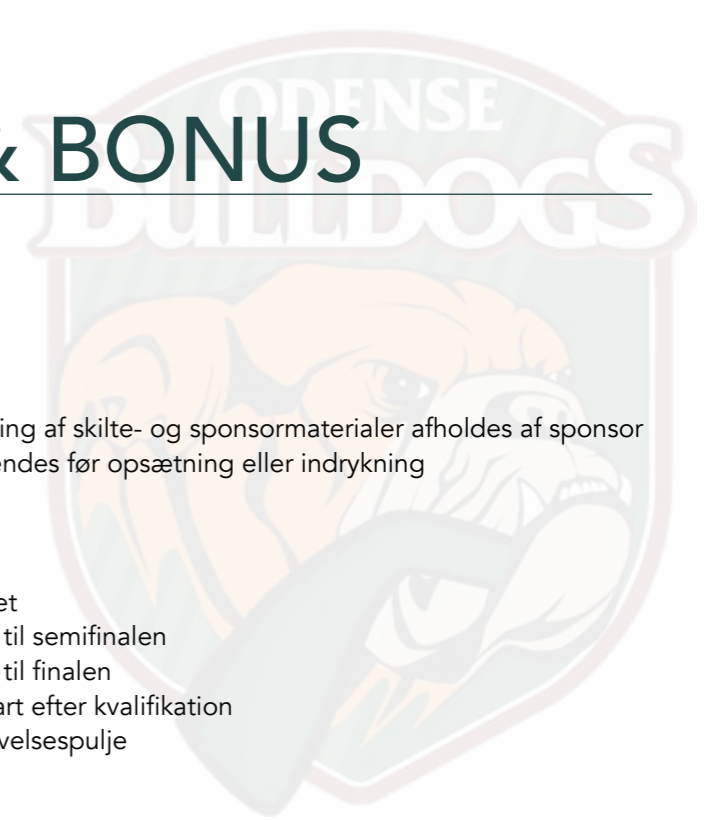 & BONUS
ODENSE
BULLDOGS
ing af skilte- og sponsormaterialer afholdes af sponsor
endes før opsætning eller indrykning
et
til semifinalen
til finalen
art efter kvalifikation
velsespulje